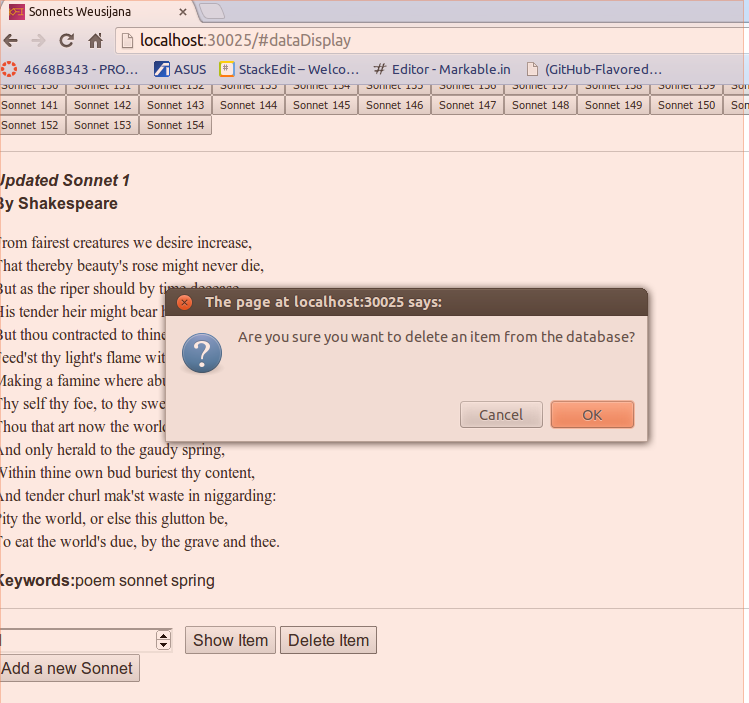 Sonnets Weusijana
localhost:30025/#dataDisplay
4668B343 - PRO... ASUS StackEdit – Welco... Editor - Markable.in (GitHub-Flavored...
Sonnet 130 Sonnet 131 Sonnet 132 Sonnet 133 Sonnet 134 Sonnet 135 Sonnet 136 Sonnet 137 Sonnet 138 Sonnet 139
Sonnet 141 Sonnet 142 Sonnet 143 Sonnet 144 Sonnet 145 Sonnet 146 Sonnet 147 Sonnet 148 Sonnet 149 Sonnet 150 Son
Sonnet 152 Sonnet 153 Sonnet 154
Updated Sonnet 1
By Shakespeare
From fairest creatures we desire increase,
That thereby beauty's rose might never die,
But as the riper should by time decease,
His tender heir might bear h
But thou contracted to thine
Feed'st thy light's flame wit
Making a famine where abu
Thy self thy foe, to thy swe
Thou that art now the world
And only herald to the gaudy spring,
Within thine own bud buriest thy content,
And tender churl mak'st waste in niggarding:
Pity the world, or else this glutton be,
To eat the world's due, by the grave and thee.
Keywords:poem sonnet spring
The page at localhost:30025 says:
Are you sure you want to delete an item from the database?
Cancel OK
Show Item Delete Item
Add a new Sonnet